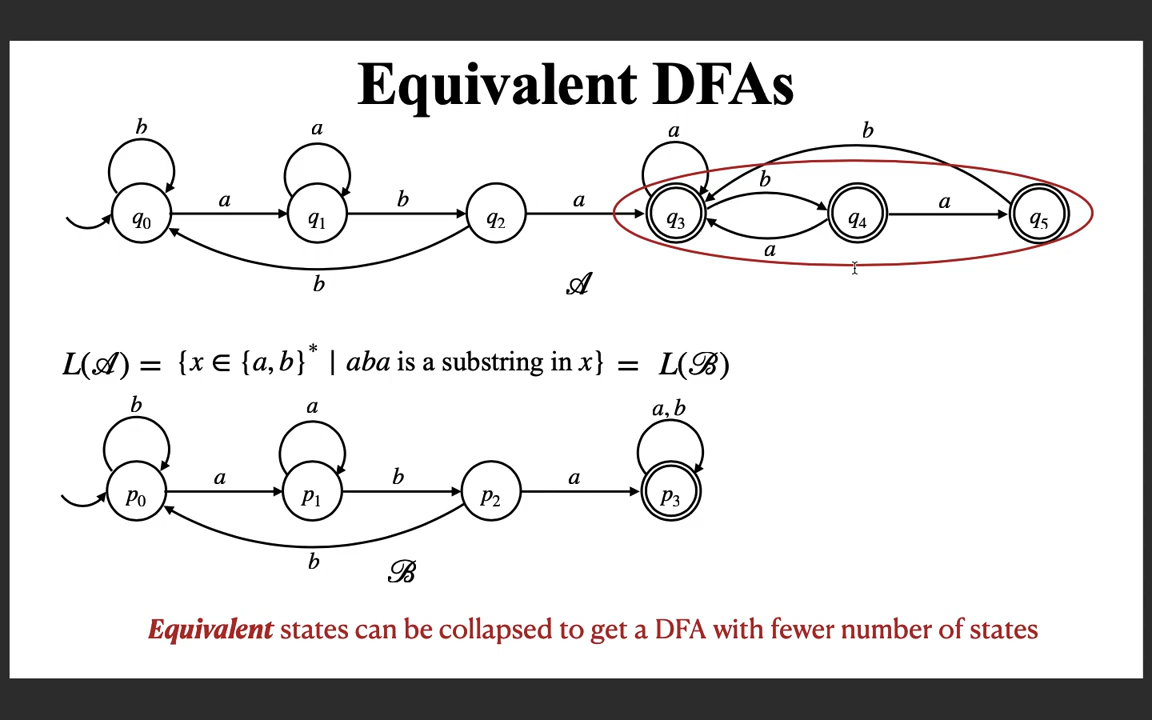 Equivalent DFAs
b a a b
q0 a q1 b q2 a q3 b q4 a q5
a
b
𝒜
L(𝒜) = {x ∈ {a, b}* | aba is a substring in x} = L(ℬ)
b a a, b
p0 a p1 b p2 a p3
b
ℬ
Equivalent states can be collapsed to get a DFA with fewer number of states